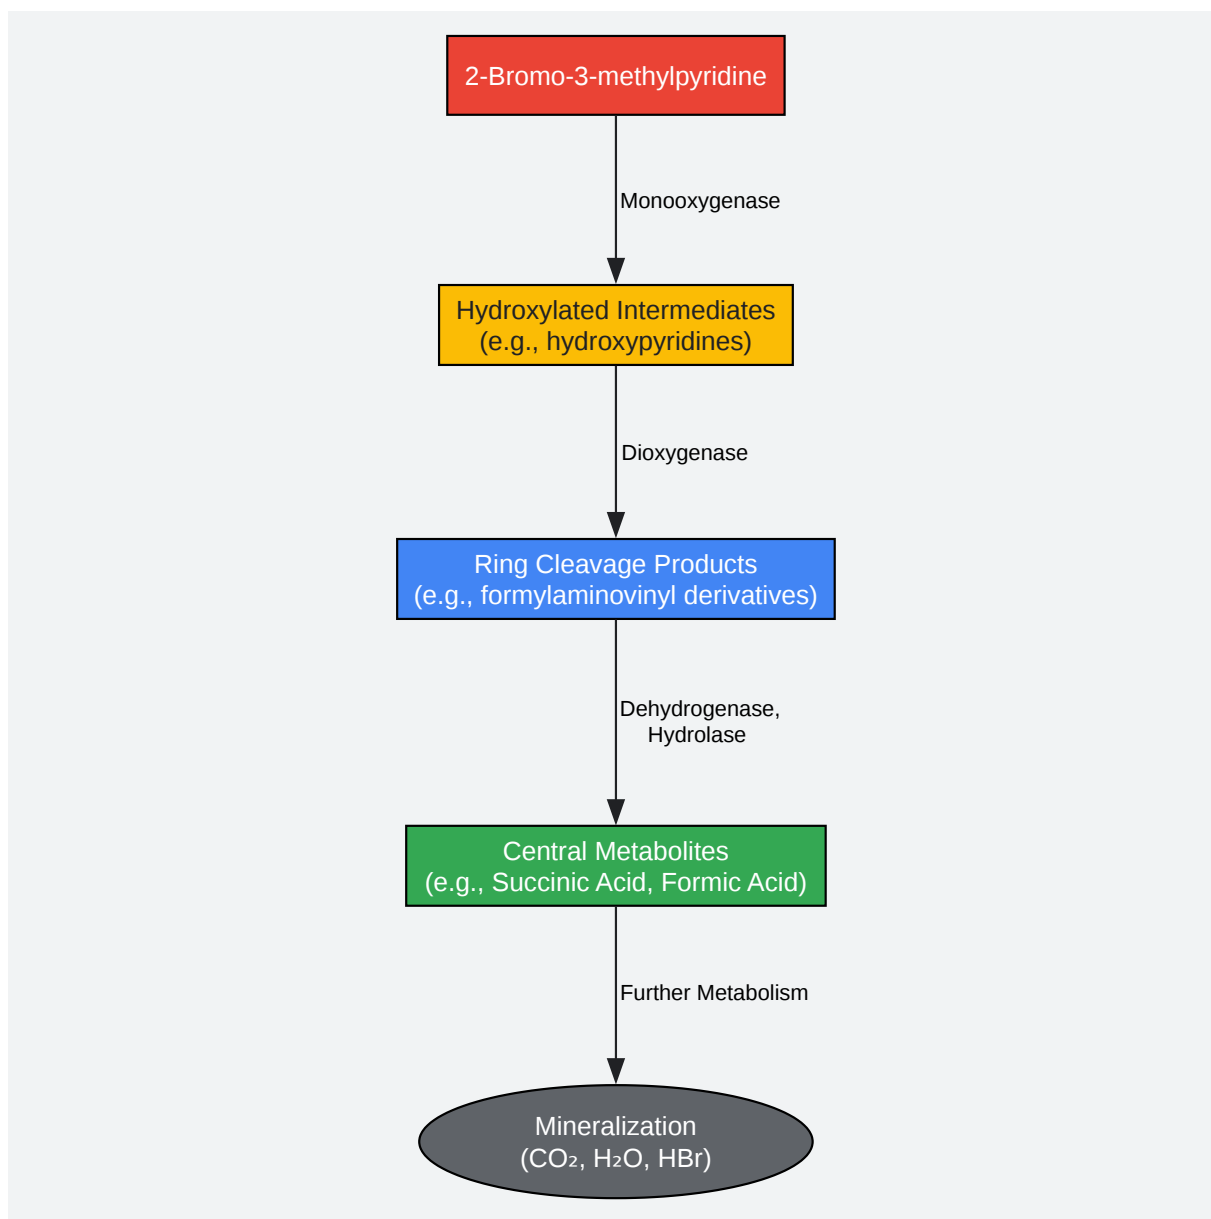 2-Bromo-3-methylpyridine
Monooxygenase
Hydroxylated Intermediates
(e.g., hydroxypyridines)
Dioxygenase
Ring Cleavage Products
(e.g., formylaminovinyl derivatives)
Dehydrogenase,
Hydrolase
Central Metabolites
(e.g., Succinic Acid, Formic Acid)
Further Metabolism
Mineralization
(CO₂, H₂O, HBr)